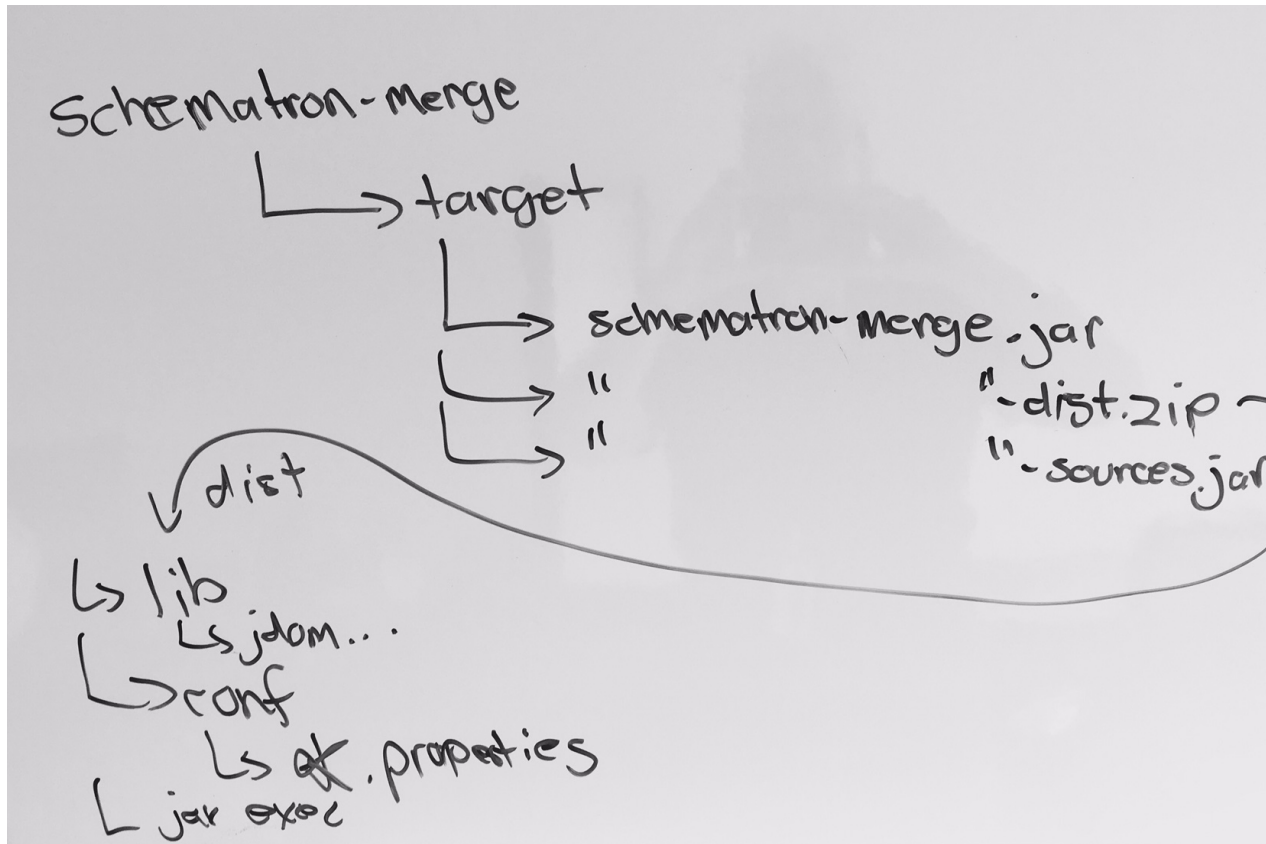 schematron-merge
target
schematron-merge.jar
" "-dist.zip
" "-sources.jar
dist
lib
jdom...
conf
.properties
jar exec